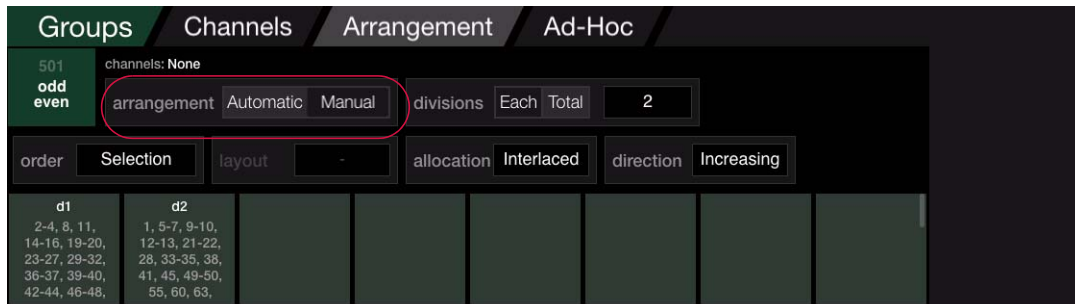 Groups Channels Arrangement Ad-Hoc
501
odd
even
channels: None
arrangement Automatic Manual divisions Each Total 2
order Selection layout - allocation Interlaced direction Increasing
d1
2-4, 8, 11,
14-16, 19-20,
23-27, 29-32,
36-37, 39-40,
42-44, 46-48,
d2
1, 5-7, 9-10,
12-13, 21-22,
28, 33-35, 38,
41, 45, 49-50,
55, 60, 63,